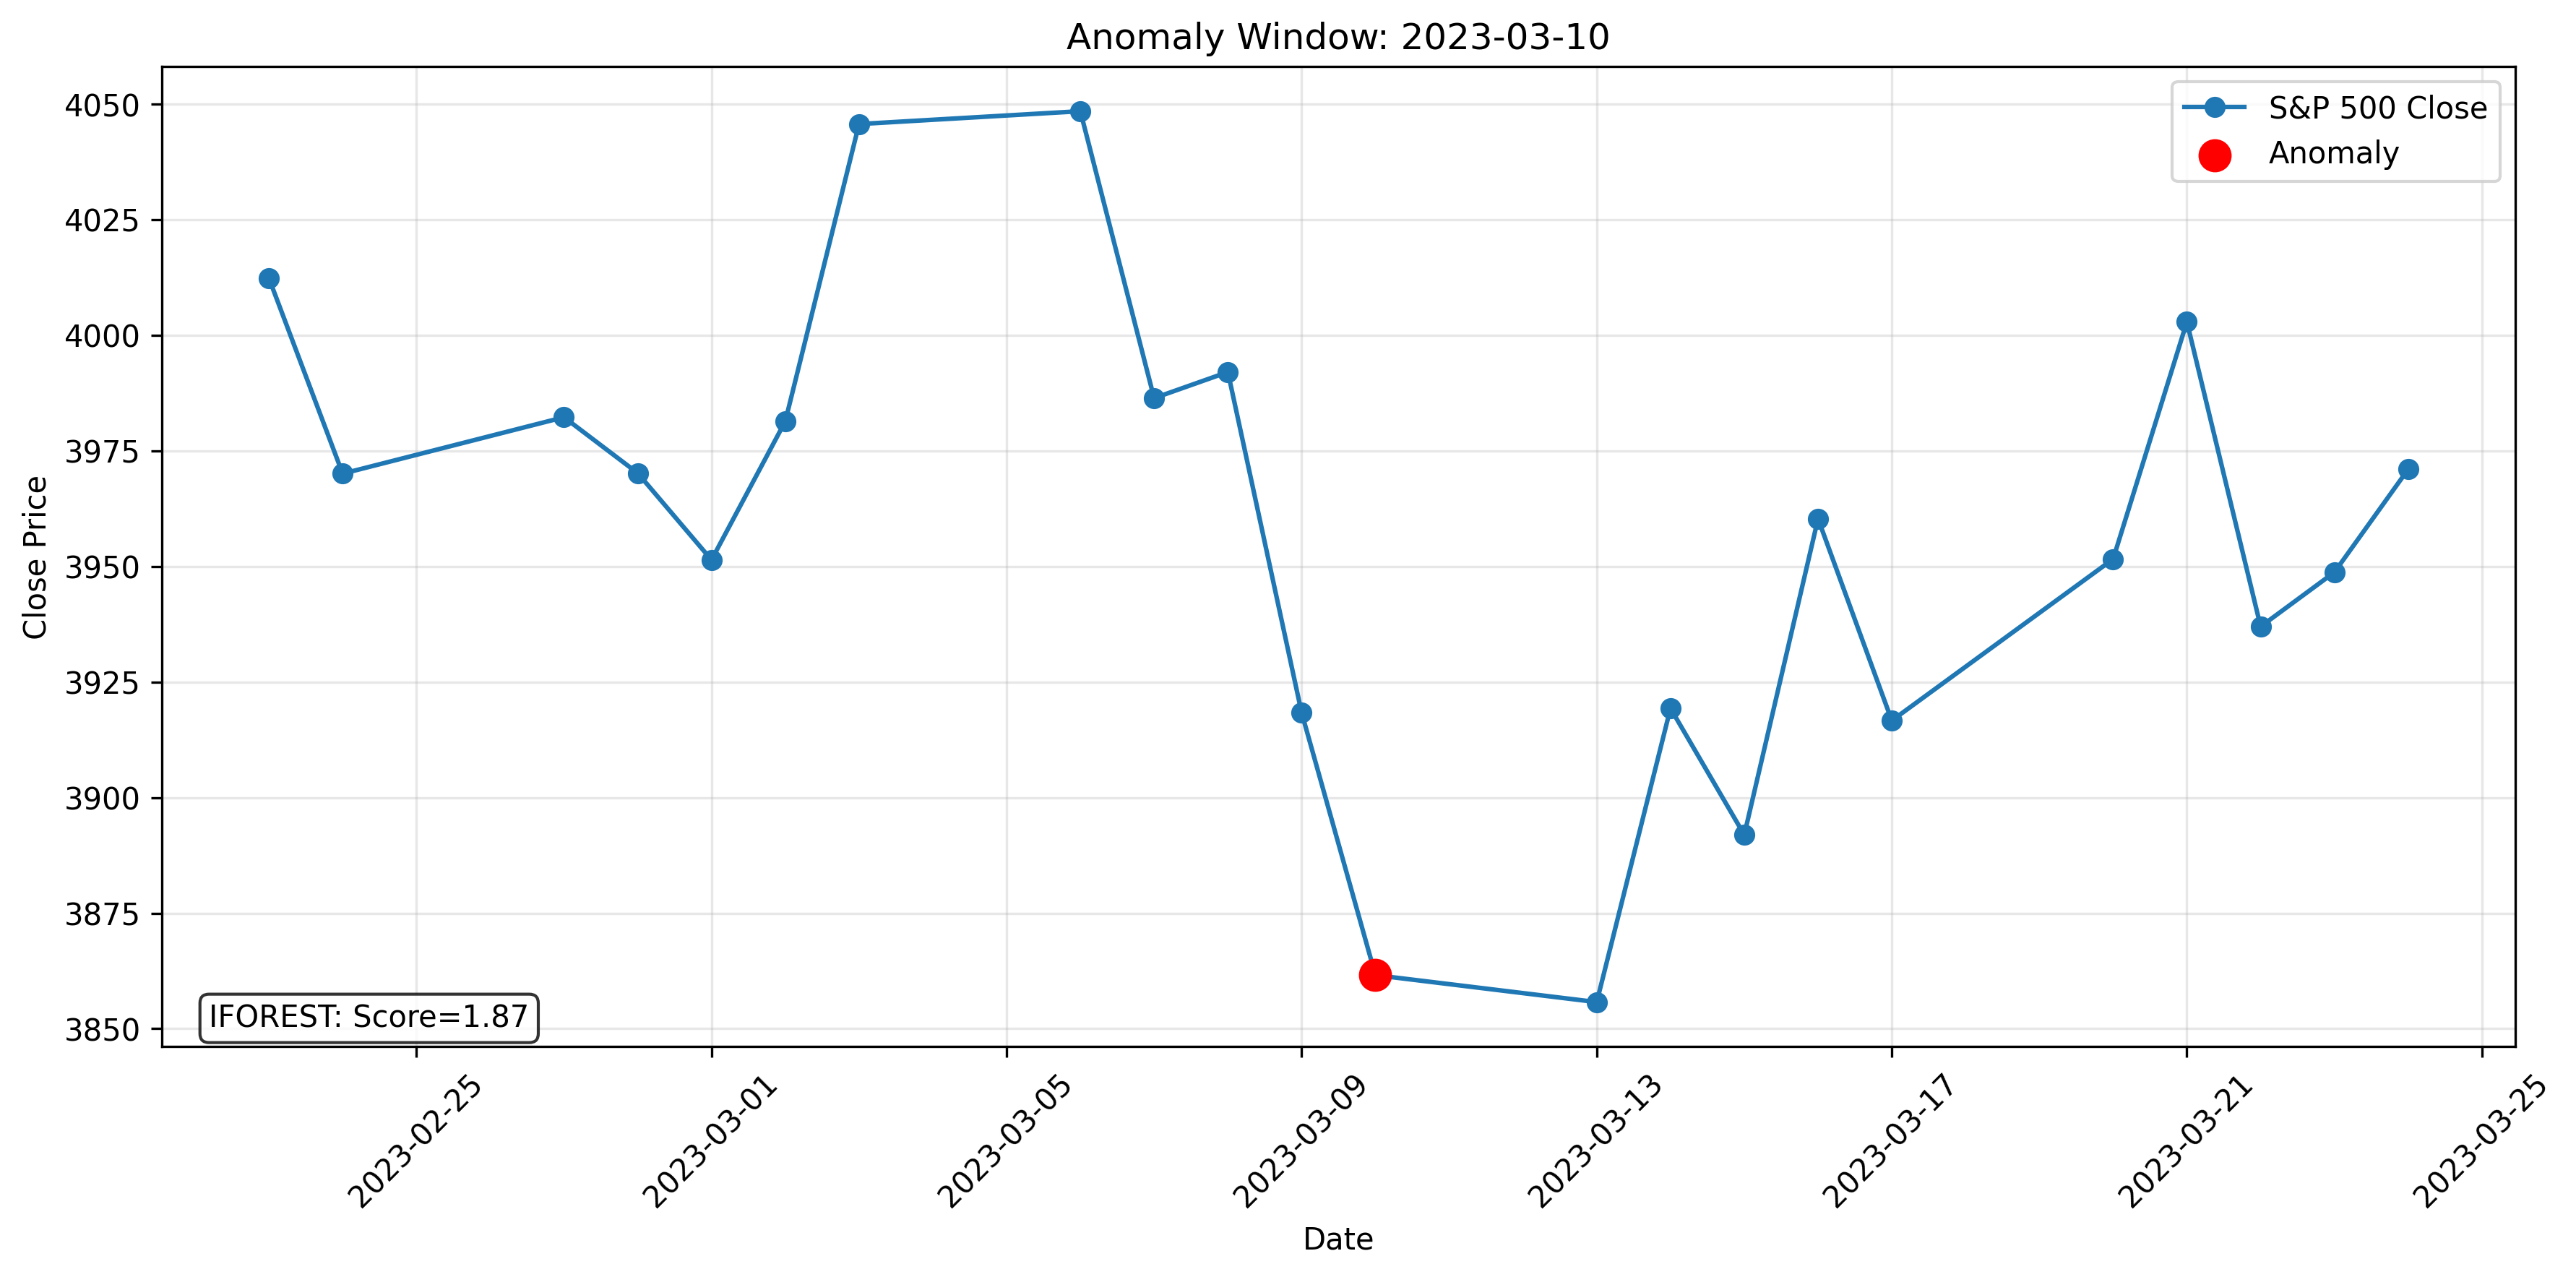 Anomaly Window: 2023-03-10
S&P 500 Close
Anomaly
Close Price
4050
4025
4000
3975
3950
3925
3900
3875
3850
IFOREST: Score=1.87
2023-02-25
2023-03-01
2023-03-05
2023-03-09
2023-03-13
2023-03-17
2023-03-21
2023-03-25
Date